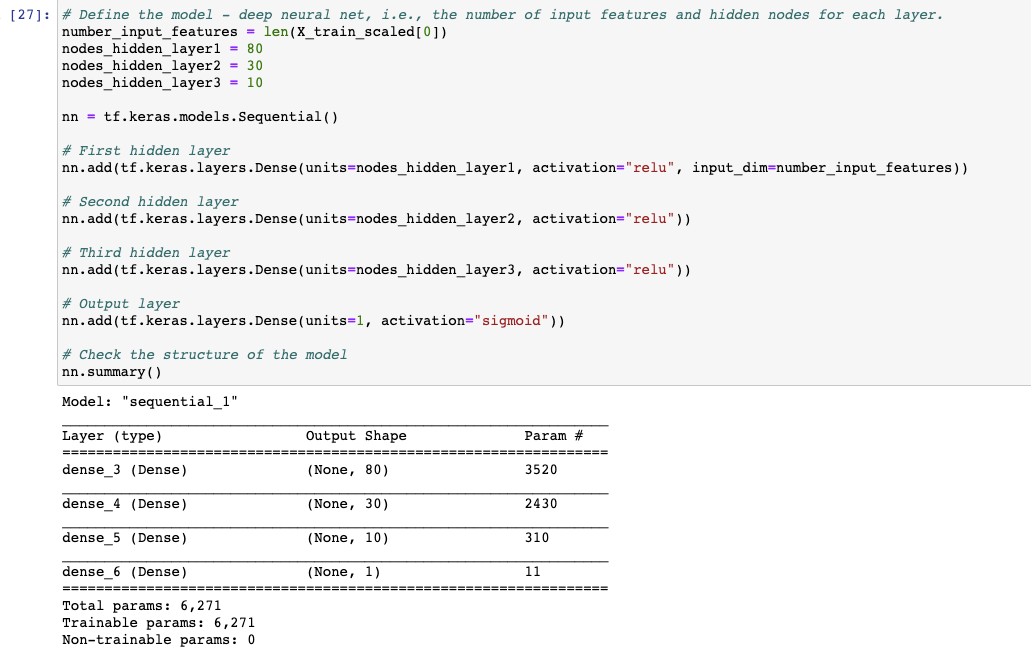 [27]: # Define the model - deep neural net, i.e., the number of input features and hidden nodes for each layer.
number_input_features = len(X_train_scaled[0])
nodes_hidden_layer1 = 80
nodes_hidden_layer2 = 30
nodes_hidden_layer3 = 10

nn = tf.keras.models.Sequential()

# First hidden layer
nn.add(tf.keras.layers.Dense(units=nodes_hidden_layer1, activation="relu", input_dim=number_input_features))

# Second hidden layer
nn.add(tf.keras.layers.Dense(units=nodes_hidden_layer2, activation="relu"))

# Third hidden layer
nn.add(tf.keras.layers.Dense(units=nodes_hidden_layer3, activation="relu"))

# Output layer
nn.add(tf.keras.layers.Dense(units=1, activation="sigmoid"))

# Check the structure of the model
nn.summary()
Model: "sequential_1"
_________________________________________________________________
Layer (type) Output Shape Param #
=================================================================
dense_3 (Dense) (None, 80) 3520
_________________________________________________________________
dense_4 (Dense) (None, 30) 2430
_________________________________________________________________
dense_5 (Dense) (None, 10) 310
_________________________________________________________________
dense_6 (Dense) (None, 1) 11
=================================================================
Total params: 6,271
Trainable params: 6,271
Non-trainable params: 0